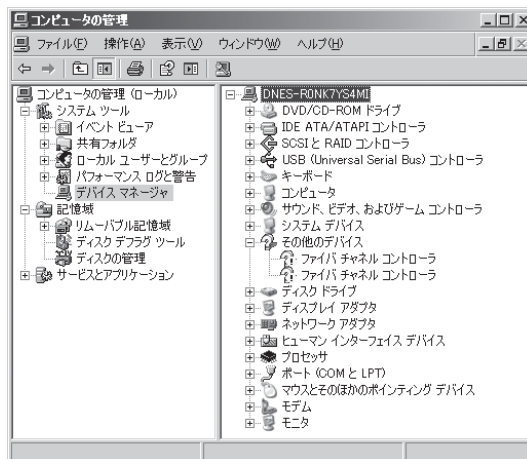 コンピュータの管理
ファイル(F) 操作(A) 表示(V) ウィンドウ(W) ヘルプ(H)
コンピュータの管理 (ローカル)
システム ツール
イベント ビューア
共有フォルダ
ローカル ユーザーとグループ
パフォーマンス ログと警告
デバイス マネージャ
記憶域
リムーバブル記憶域
ディスク デフラグ ツール
ディスクの管理
サービスとアプリケーション
DNES-R0NK7YS4MI
DVD/CD-ROM ドライブ
IDE ATA/ATAPI コントローラ
SCSI と RAID コントローラ
USB (Universal Serial Bus) コントローラ
キーボード
コンピュータ
サウンド、ビデオ、およびゲーム コントローラ
システム デバイス
その他のデバイス
ファイバ チャネル コントローラ
ファイバ チャネル コントローラ
ディスク ドライブ
ディスプレイ アダプタ
ネットワーク アダプタ
ヒューマン インターフェイス デバイス
プロセッサ
ポート (COM と LPT)
マウスとそのほかのポインティング デバイス
モデム
モニタ